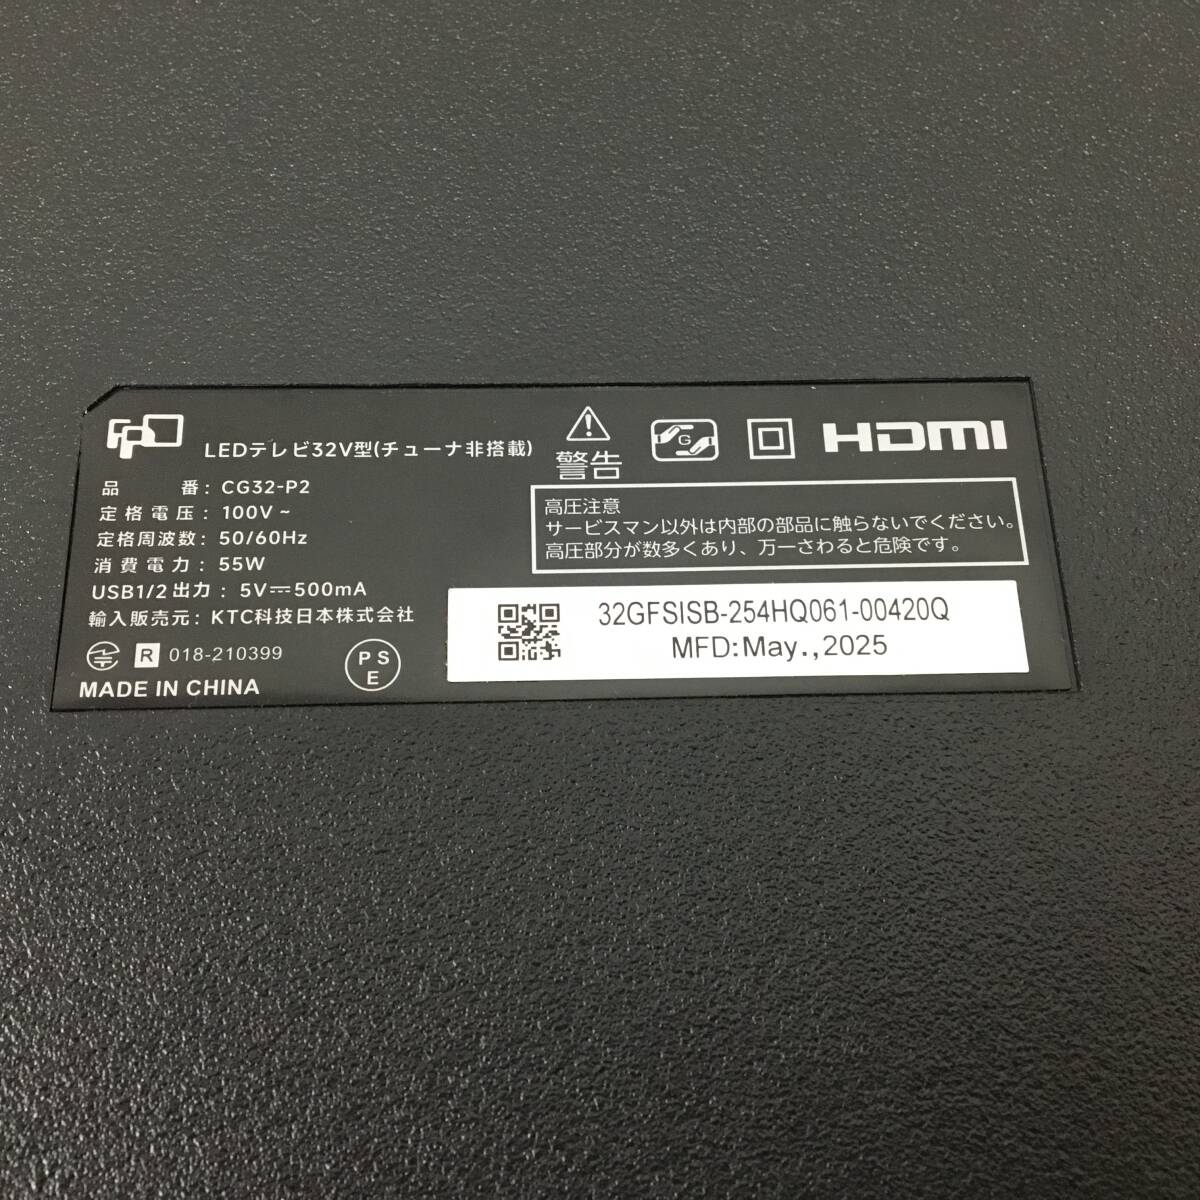 FPD
LEDテレビ32V型(チューナ非搭載)
品 番: CG32-P2
定格電圧: 100V~
定格周波数: 50/60Hz
消費電力: 55W
USB1/2出力: 5V⎓500mA
輸入販売元: KTC科技日本株式会社
R 018-210399
PSE
MADE IN CHINA
警告
G
HDMI
高圧注意
サービスマン以外は内部の部品に触らないでください。
高圧部分が数多くあり、万一さわると危険です。
32GFSISB-254HQ061-00420Q
MFD:May.,2025